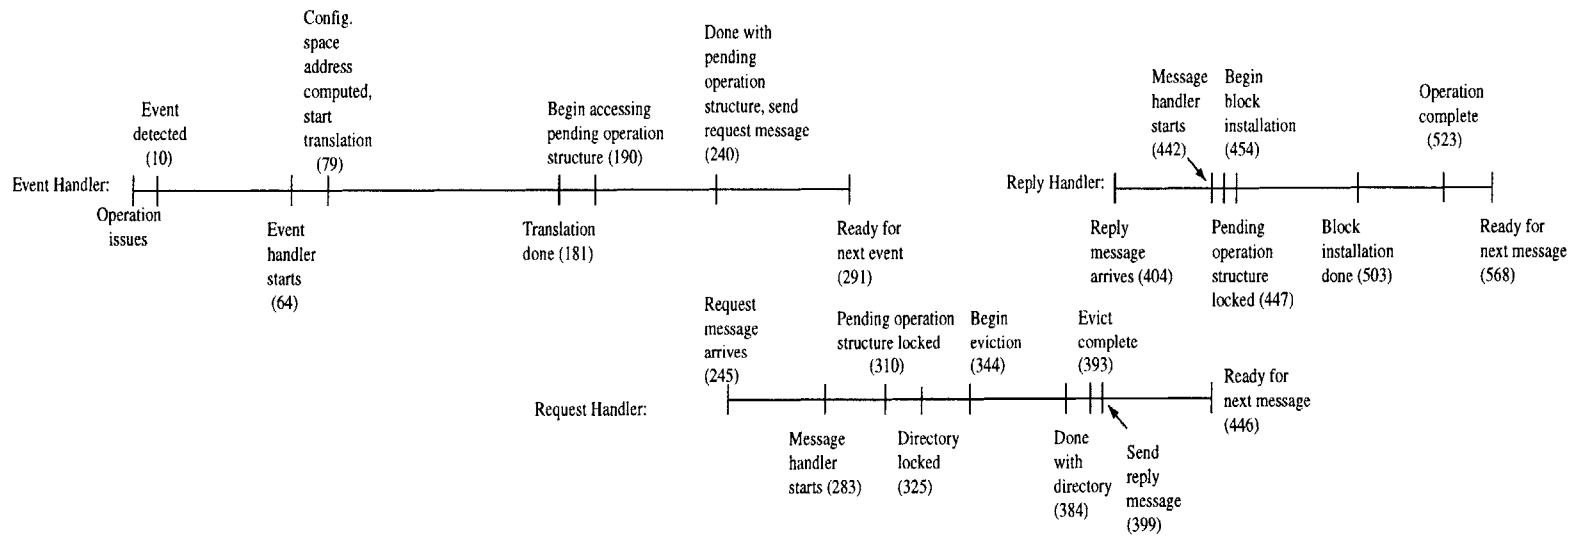 Config.
space
address
computed,
start
translation
(79)
Event
detected
(10)
Begin accessing
pending operation
structure (190)
Done with
pending
operation
structure, send
request message
(240)
Message
handler
starts
(442)
Begin
block
installation
(454)
Operation
complete
(523)
Event Handler:
Reply Handler:
Operation
issues
Event
handler
starts
(64)
Translation
done (181)
Ready for
next event
(291)
Reply
message
arrives (404)
Pending
operation
structure
locked (447)
Block
installation
done (503)
Ready for
next message
(568)
Request
message
arrives
(245)
Pending operation
structure locked
(310)
Begin
eviction
(344)
Evict
complete
(393)
Ready for
next message
(446)
Request Handler:
Message
handler
starts (283)
Directory
locked
(325)
Done
with
directory
(384)
Send
reply
message
(399)